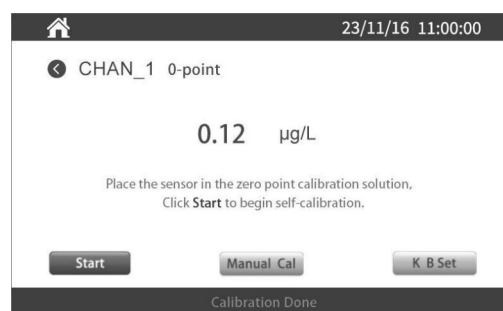 23/11/16 11:00:00
CHAN_1 0-point
0.12 µg/L
Place the sensor in the zero point calibration solution,
Click Start to begin self-calibration.
Start Manual Cal K B Set
Calibration Done